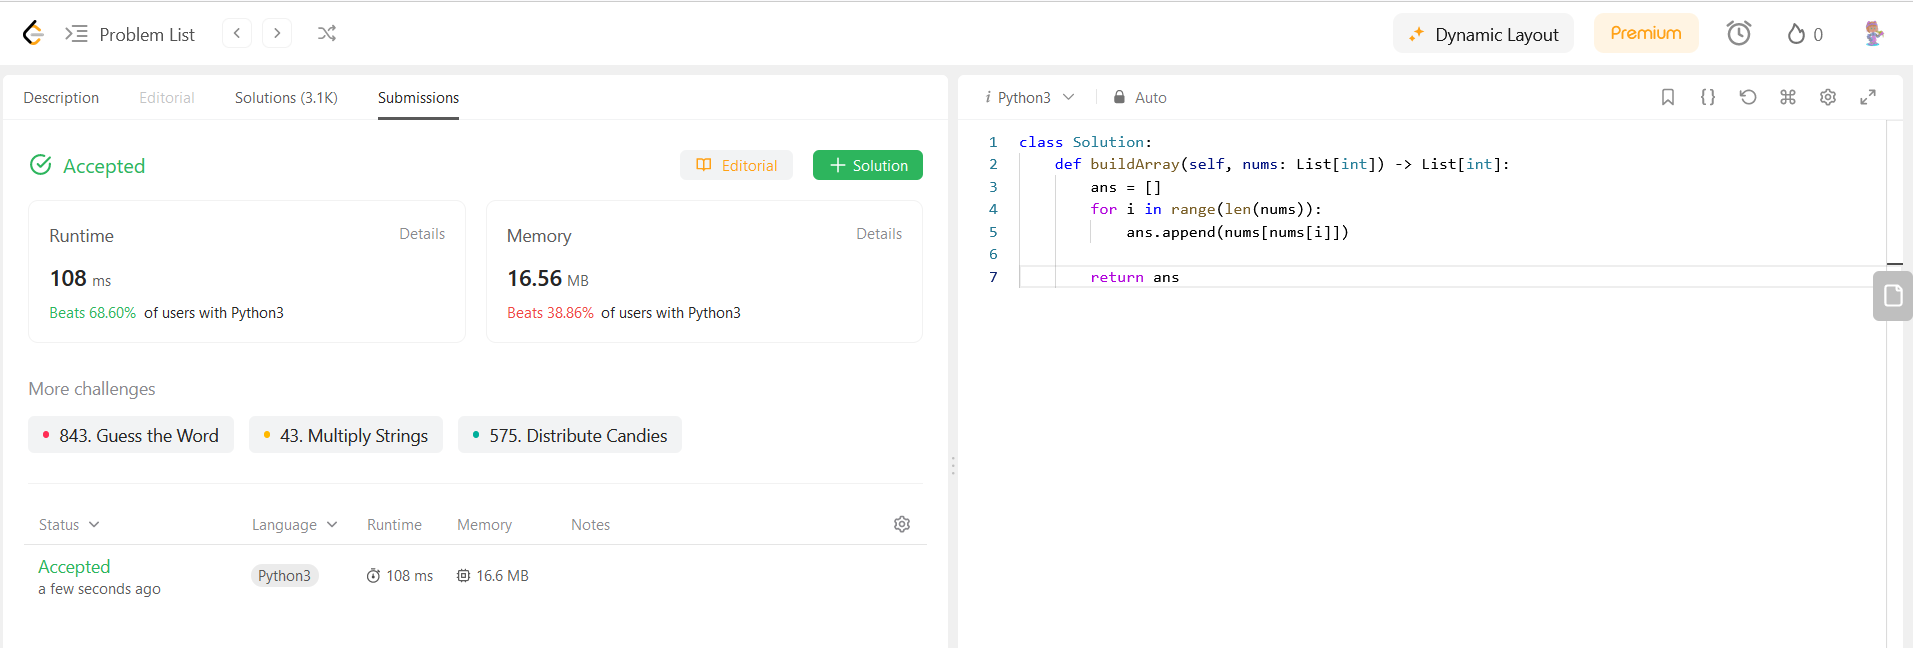 Problem List
Dynamic Layout
Premium
0
Description Editorial Solutions (3.1K) Submissions
Accepted
Editorial
Solution
Runtime Details
108 ms
Beats 68.60% of users with Python3
Memory Details
16.56 MB
Beats 38.86% of users with Python3
More challenges
843. Guess the Word
43. Multiply Strings
575. Distribute Candies
Status Language Runtime Memory Notes
Accepted
a few seconds ago
Python3 108 ms 16.6 MB
i Python3 Auto
1 class Solution:
2     def buildArray(self, nums: List[int]) -> List[int]:
3         ans = []
4         for i in range(len(nums)):
5             ans.append(nums[nums[i]])
6
7         return ans